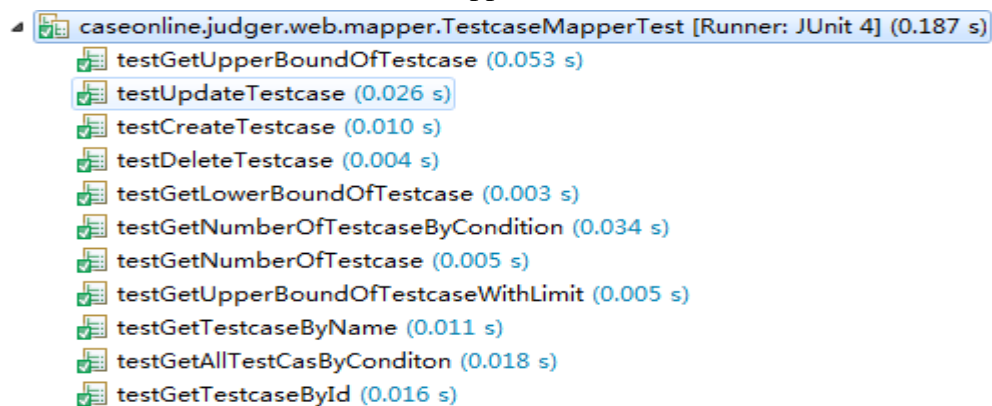 caseonline.judger.web.mapper.TestcaseMapperTest [Runner: JUnit 4] (0.187 s)
testGetUpperBoundOfTestcase (0.053 s)
testUpdateTestcase (0.026 s)
testCreateTestcase (0.010 s)
testDeleteTestcase (0.004 s)
testGetLowerBoundOfTestcase (0.003 s)
testGetNumberOfTestcaseByCondition (0.034 s)
testGetNumberOfTestcase (0.005 s)
testGetUpperBoundOfTestcaseWithLimit (0.005 s)
testGetTestcaseByName (0.011 s)
testGetAllTestCasByConditon (0.018 s)
testGetTestcaseById (0.016 s)